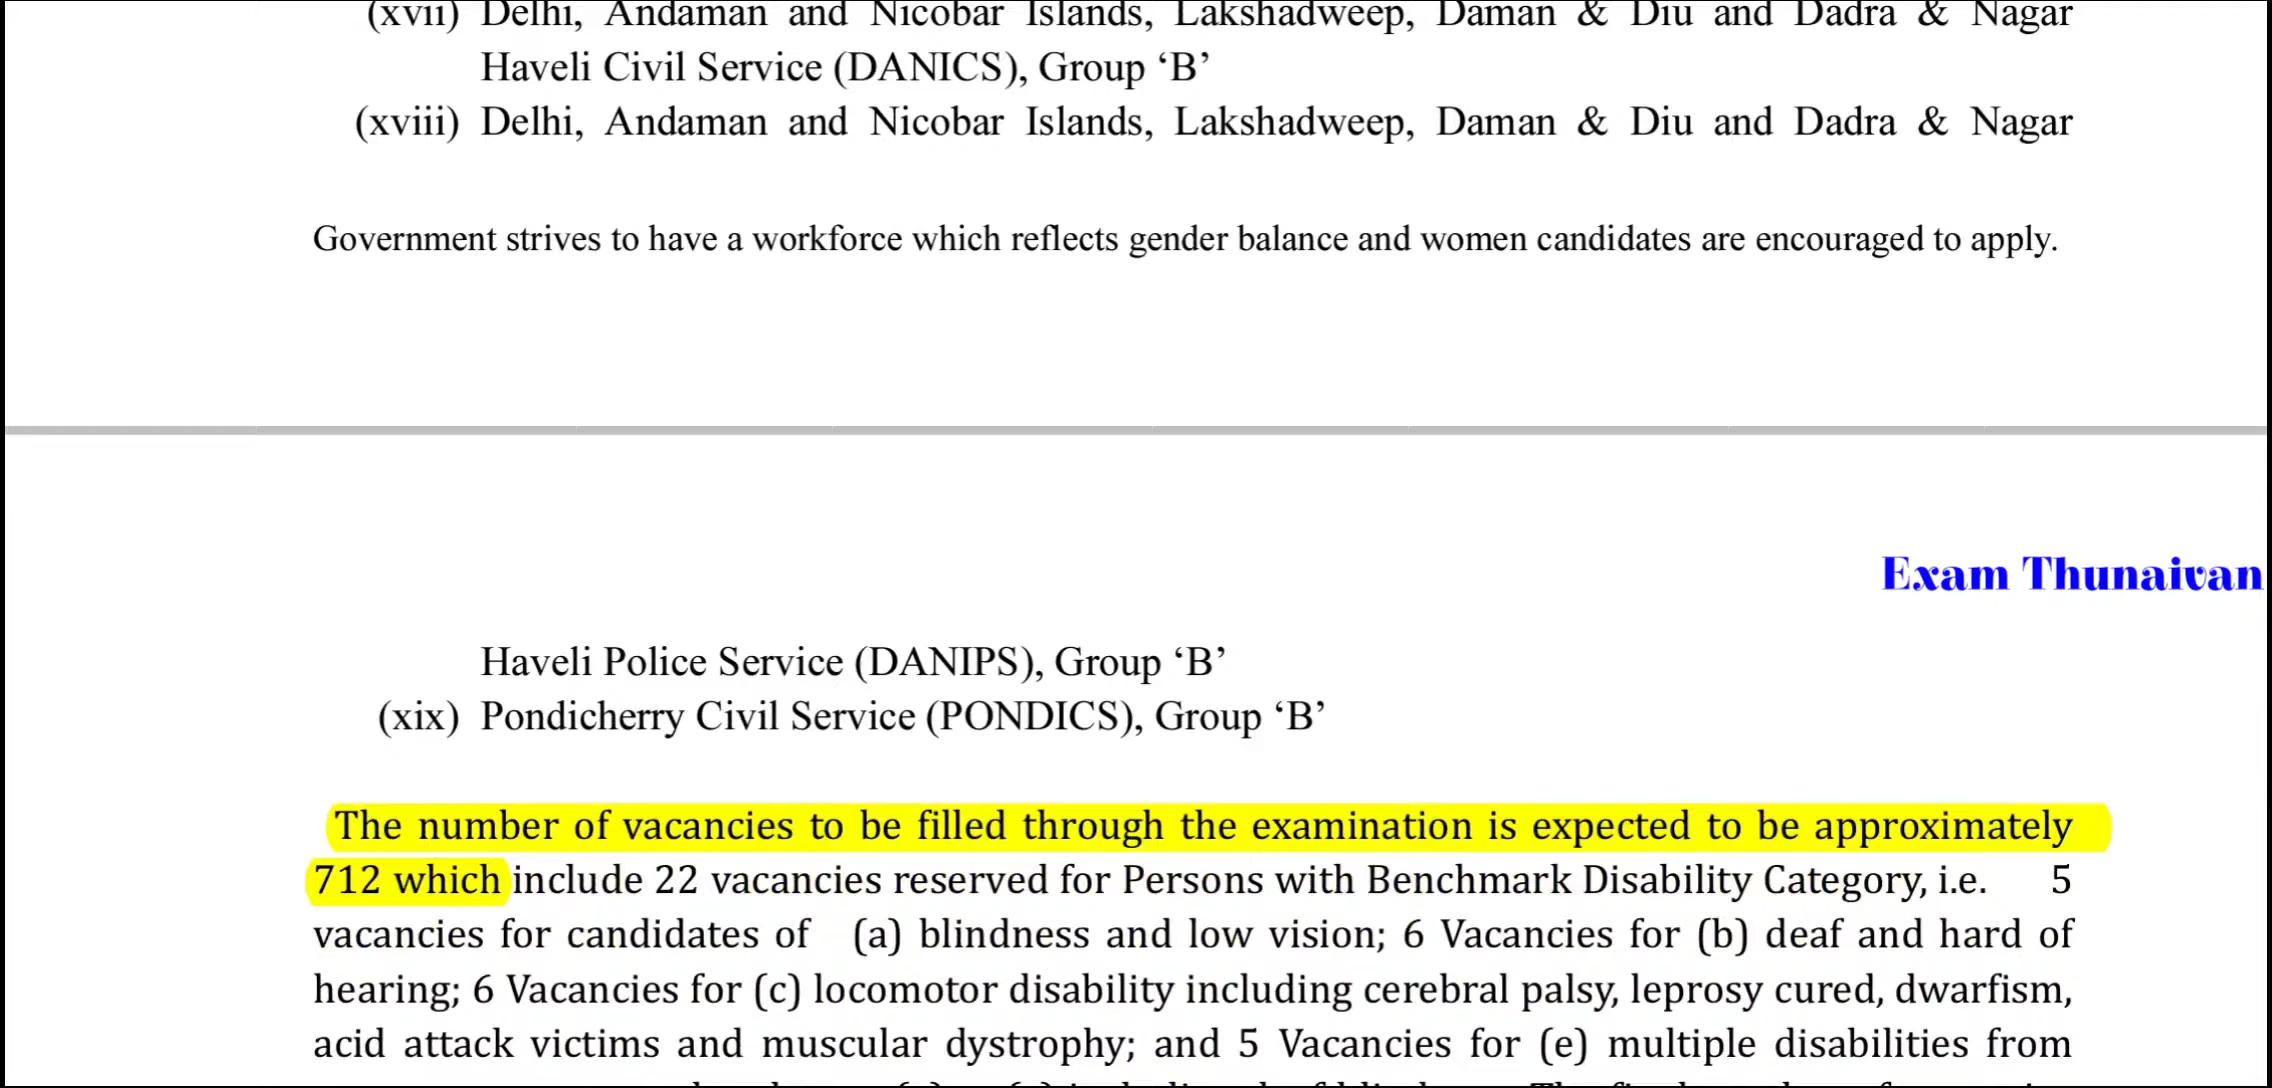 (xvii) Delhi, Andaman and Nicobar Islands, Lakshadweep, Daman & Diu and Dadra & Nagar
Haveli Civil Service (DANICS), Group ‘B’
(xviii) Delhi, Andaman and Nicobar Islands, Lakshadweep, Daman & Diu and Dadra & Nagar
Government strives to have a workforce which reflects gender balance and women candidates are encouraged to apply.
Exam Thunaivan
Haveli Police Service (DANIPS), Group ‘B’
(xix) Pondicherry Civil Service (PONDICS), Group ‘B’
The number of vacancies to be filled through the examination is expected to be approximately
712 which include 22 vacancies reserved for Persons with Benchmark Disability Category, i.e. 5
vacancies for candidates of (a) blindness and low vision; 6 Vacancies for (b) deaf and hard of
hearing; 6 Vacancies for (c) locomotor disability including cerebral palsy, leprosy cured, dwarfism,
acid attack victims and muscular dystrophy; and 5 Vacancies for (e) multiple disabilities from